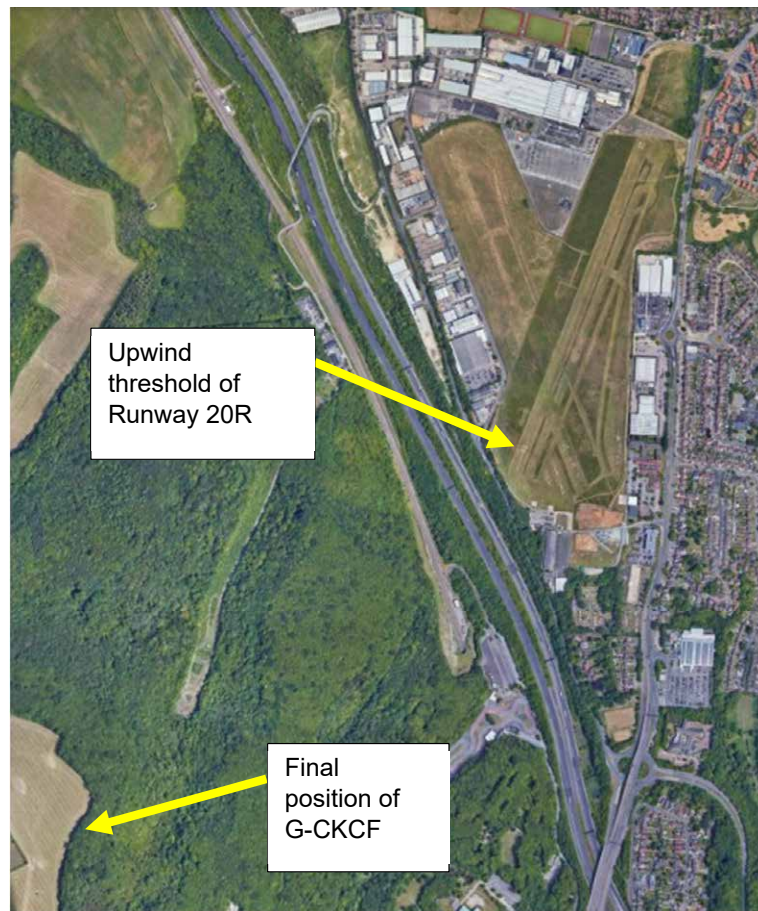 Upwind
threshold of
Runway 20R
Final
position of
G-CKCF